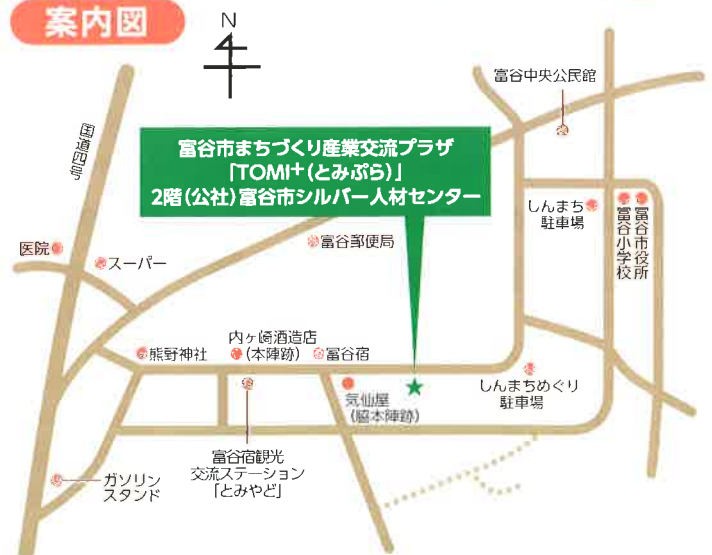 案内図
N
富谷中央公民館
国道四号
富谷市まちづくり産業交流プラザ
「TOMI+(とみぷら)」
2階(公社)富谷市シルバー人材センター
しんまち
駐車場
富谷小学校
富谷市役所
医院
スーパー
富谷郵便局
熊野神社
内ヶ崎酒造店
(本陣跡)
富谷宿
気仙屋
(脇本陣跡)
しんまちめぐり
駐車場
富谷宿観光
交流ステーション
「とみやど」
ガソリン
スタンド